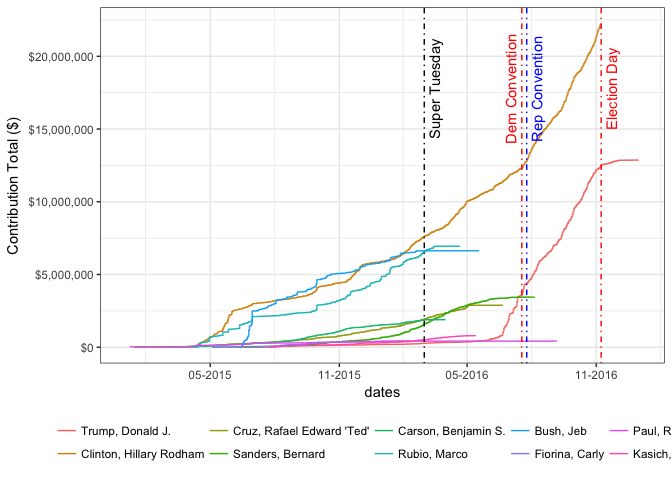 $20,000,000
$15,000,000
$10,000,000
$5,000,000
$0
Contribution Total ($)
Super Tuesday
Dem Convention
Rep Convention
Election Day
05-2015 11-2015 05-2016 11-2016
dates
Trump, Donald J. Cruz, Rafael Edward 'Ted' Carson, Benjamin S. Bush, Jeb Paul, R
Clinton, Hillary Rodham Sanders, Bernard Rubio, Marco Fiorina, Carly Kasich,